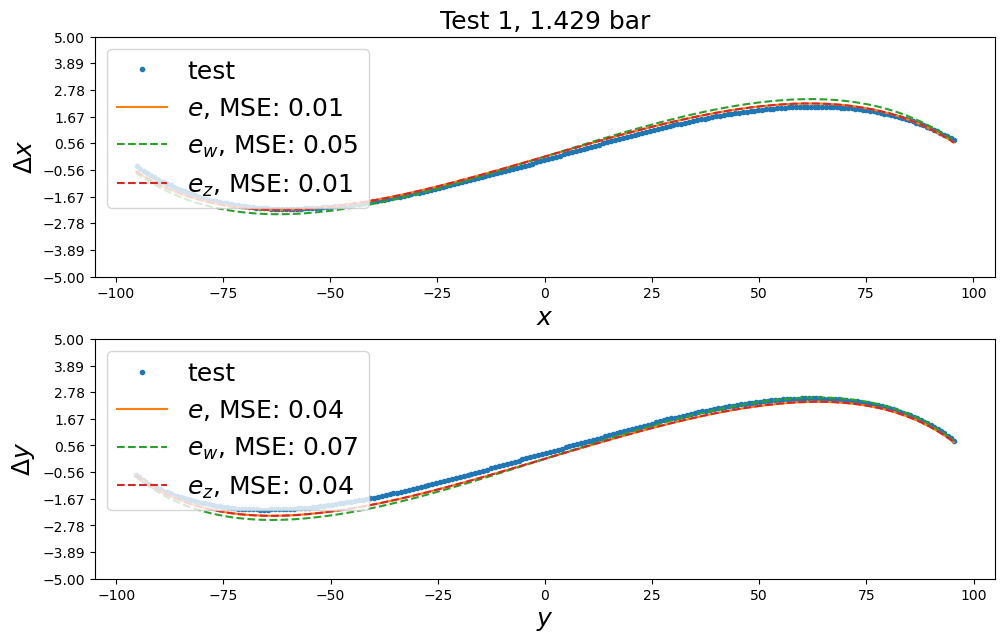 Test 1, 1.429 bar
5.00
3.89
2.78
1.67
0.56
−0.56
−1.67
−2.78
−3.89
−5.00
Δx
test
e, MSE: 0.01
e_w, MSE: 0.05
e_z, MSE: 0.01
−100 −75 −50 −25 0 25 50 75 100
x
5.00
3.89
2.78
1.67
0.56
−0.56
−1.67
−2.78
−3.89
−5.00
Δy
test
e, MSE: 0.04
e_w, MSE: 0.07
e_z, MSE: 0.04
−100 −75 −50 −25 0 25 50 75 100
y